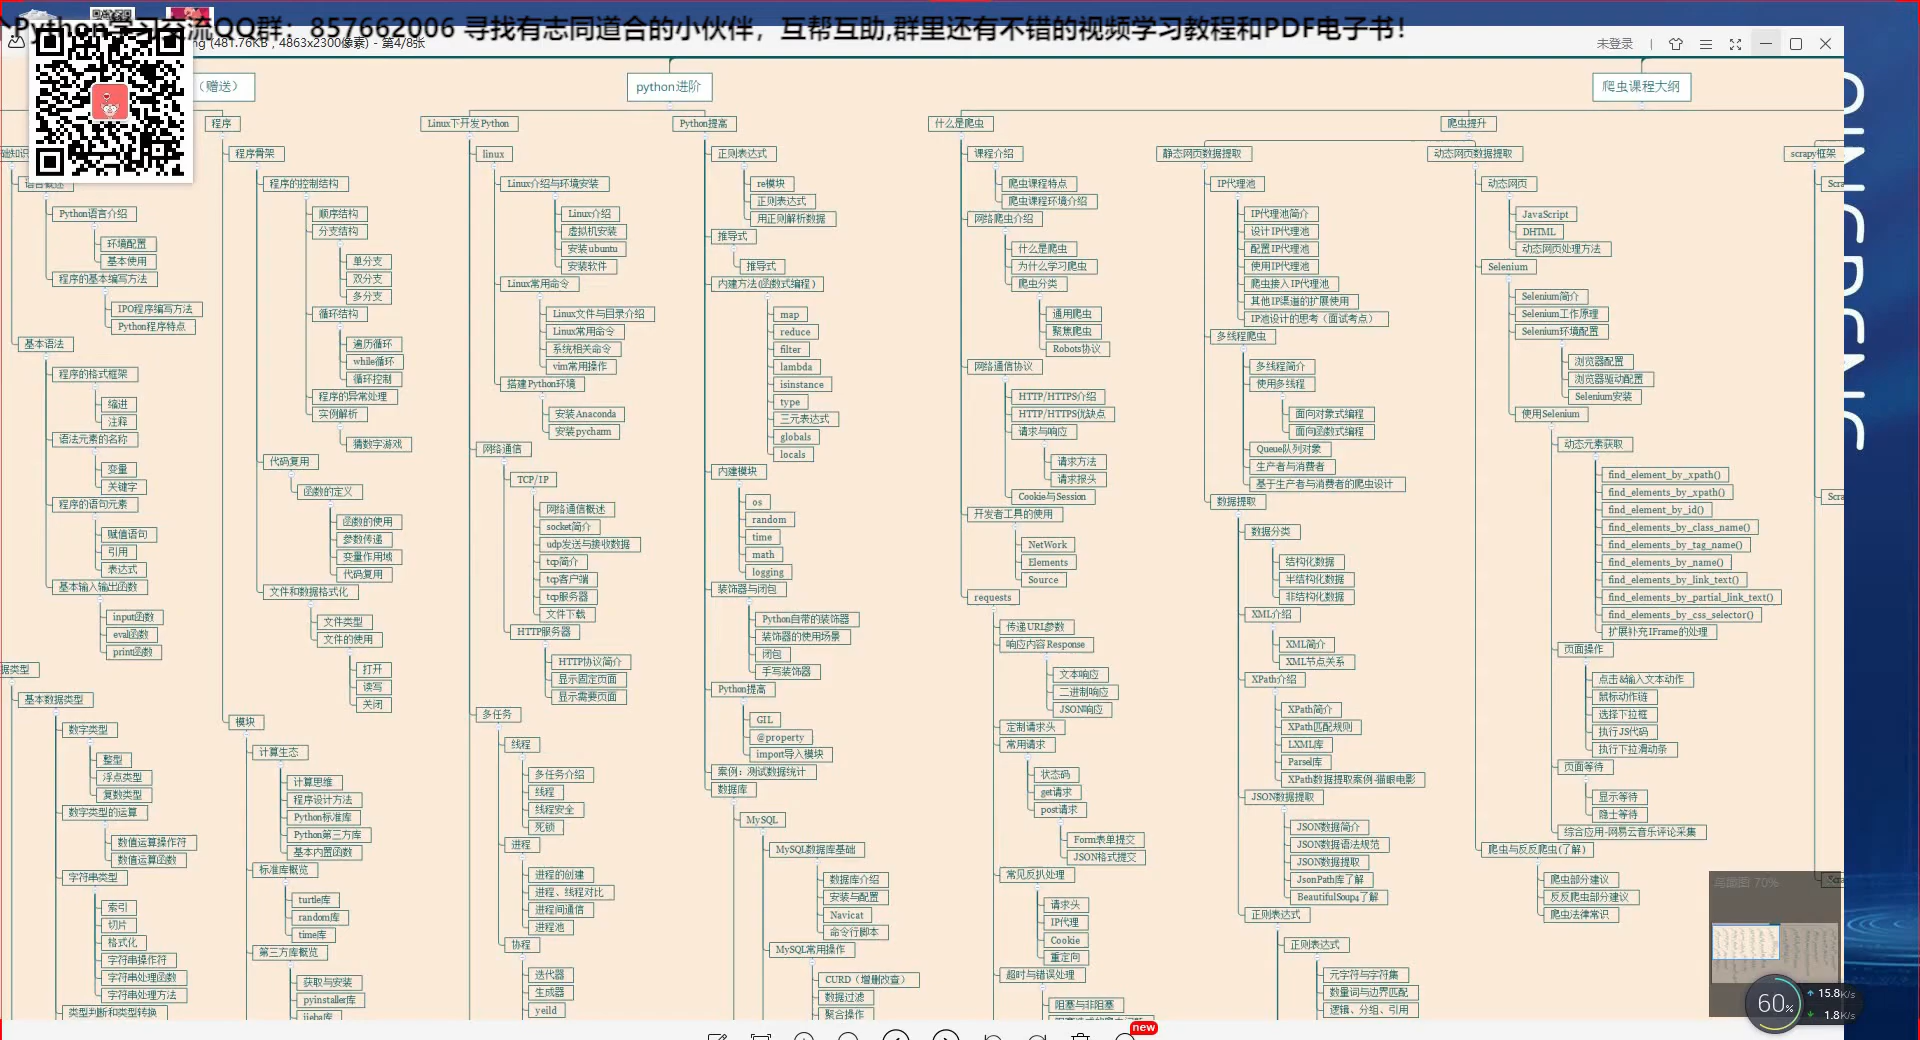 Python学习交流QQ群：857662006 寻找有志同道合的小伙伴，互帮互助,群里还有不错的视频学习教程和PDF电子书！
ng (481.76KB , 4863x2300像素) - 第4/8张
未登录
（赠送）
python进阶
爬虫课程大纲
程序
程序骨架
程序的控制结构
顺序结构
分支结构
单分支
双分支
多分支
循环结构
遍历循环
while循环
循环控制
程序的异常处理
实例解析
猜数字游戏
代码复用
函数的定义
函数的使用
参数传递
变量作用域
代码复用
文件和数据格式化
文件类型
文件的使用
打开
读写
关闭
模块
计算生态
计算思维
程序设计方法
Python标准库
Python第三方库
基本内置函数
标准库概览
turtle库
random库
time库
第三方库概览
获取与安装
pyinstaller库
jieba库
语言概述
Python语言介绍
环境配置
基本使用
程序的基本编写方法
IPO程序编写方法
Python程序特点
基本语法
程序的格式框架
缩进
注释
语法元素的名称
变量
关键字
程序的语句元素
赋值语句
引用
表达式
基本输入输出函数
input函数
eval函数
print函数
据类型
基本数据类型
数字类型
整型
浮点类型
复数类型
数字类型的运算
数值运算操作符
数值运算函数
字符串类型
索引
切片
格式化
字符串操作符
字符串处理函数
字符串处理方法
类型判断和类型转换
Linux下开发Python
linux
Linux介绍与环境安装
Linux介绍
虚拟机安装
安装ubuntu
安装软件
Linux常用命令
Linux文件与目录介绍
Linux常用命令
系统相关命令
vim常用操作
搭建Python环境
安装Anaconda
安装pycharm
网络通信
TCP/IP
网络通信概述
socket简介
udp发送与接收数据
tcp简介
tcp客户端
tcp服务器
文件下载
HTTP服务器
HTTP协议简介
显示固定页面
显示需要页面
多任务
线程
多任务介绍
线程
线程安全
死锁
进程
进程的创建
进程、线程对比
进程间通信
进程池
协程
迭代器
生成器
yeild
Python提高
正则表达式
re模块
正则表达式
用正则解析数据
推导式
推导式
内建方法(函数式编程)
map
reduce
filter
lambda
isinstance
type
三元表达式
globals
locals
内建模块
os
random
time
math
logging
装饰器与闭包
Python自带的装饰器
装饰器的使用场景
闭包
手写装饰器
Python提高
GIL
@property
import导入模块
案例：测试数据统计
数据库
MySQL
MySQL数据库基础
数据库介绍
安装与配置
Navicat
命令行脚本
MySQL常用操作
CURD（增删改查）
数据过滤
聚合操作
什么是爬虫
课程介绍
爬虫课程特点
爬虫课程环境介绍
网络爬虫介绍
什么是爬虫
为什么学习爬虫
爬虫分类
通用爬虫
聚焦爬虫
Robots协议
网络通信协议
HTTP/HTTPS介绍
HTTP/HTTPS优缺点
请求与响应
请求方法
请求报头
Cookie与Session
开发者工具的使用
NetWork
Elements
Source
requests
传递URL参数
响应内容Response
文本响应
二进制响应
JSON响应
定制请求头
常用请求
状态码
get请求
post请求
Form表单提交
JSON格式提交
常见反扒处理
请求头
IP代理
Cookie
重定向
超时与错误处理
阻塞与非阻塞
爬虫提升
静态网页数据提取
IP代理池
IP代理池简介
设计IP代理池
配置IP代理池
使用IP代理池
爬虫接入IP代理池
其他IP渠道的扩展使用
IP池设计的思考（面试考点）
多线程爬虫
多线程简介
使用多线程
面向对象式编程
面向函数式编程
Queue队列对象
生产者与消费者
基于生产者与消费者的爬虫设计
数据提取
数据分类
结构化数据
半结构化数据
非结构化数据
XML介绍
XML简介
XML节点关系
XPath介绍
XPath简介
XPath匹配规则
LXML库
Parsel库
XPath数据提取案例-猫眼电影
JSON数据提取
JSON数据简介
JSON数据语法规范
JSON数据提取
JsonPath库了解
BeautifulSoup4了解
正则表达式
正则表达式
元字符与字符集
数量词与边界匹配
逻辑、分组、引用
动态网页数据提取
动态网页
JavaScript
DHTML
动态网页处理方法
Selenium
Selenium简介
Selenium工作原理
Selenium环境配置
浏览器配置
浏览器驱动配置
Selenium安装
使用Selenium
动态元素获取
find_element_by_xpath()
find_elements_by_xpath()
find_element_by_id()
find_elements_by_class_name()
find_elements_by_tag_name()
find_elements_by_name()
find_elements_by_link_text()
find_elements_by_partial_link_text()
find_elements_by_css_selector()
扩展补充IFrame的处理
页面操作
点击&输入文本动作
鼠标动作链
选择下拉框
执行JS代码
执行下拉滑动条
页面等待
显示等待
隐士等待
综合应用-网易云音乐评论采集
爬虫与反反爬虫(了解）
爬虫部分建议
反反爬虫部分建议
爬虫法律常识
scrapy框架
Scra
Scra
鸟瞰图 70%
60%
15.8K/s
1.8K/s
new